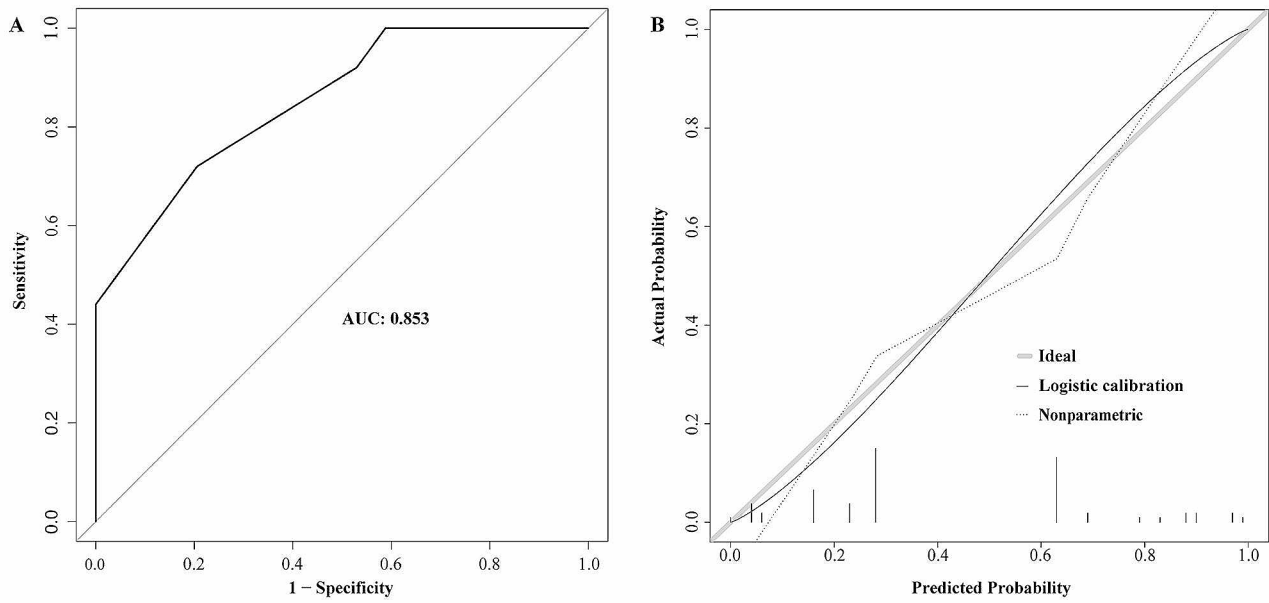 A
1.0
0.8
0.6
0.4
0.2
0.0
Sensitivity
AUC: 0.853
0.0 0.2 0.4 0.6 0.8 1.0
1 − Specificity
B
1.0
0.8
0.6
0.4
0.2
0.0
Actual Probability
Ideal
Logistic calibration
Nonparametric
0.0 0.2 0.4 0.6 0.8 1.0
Predicted Probability